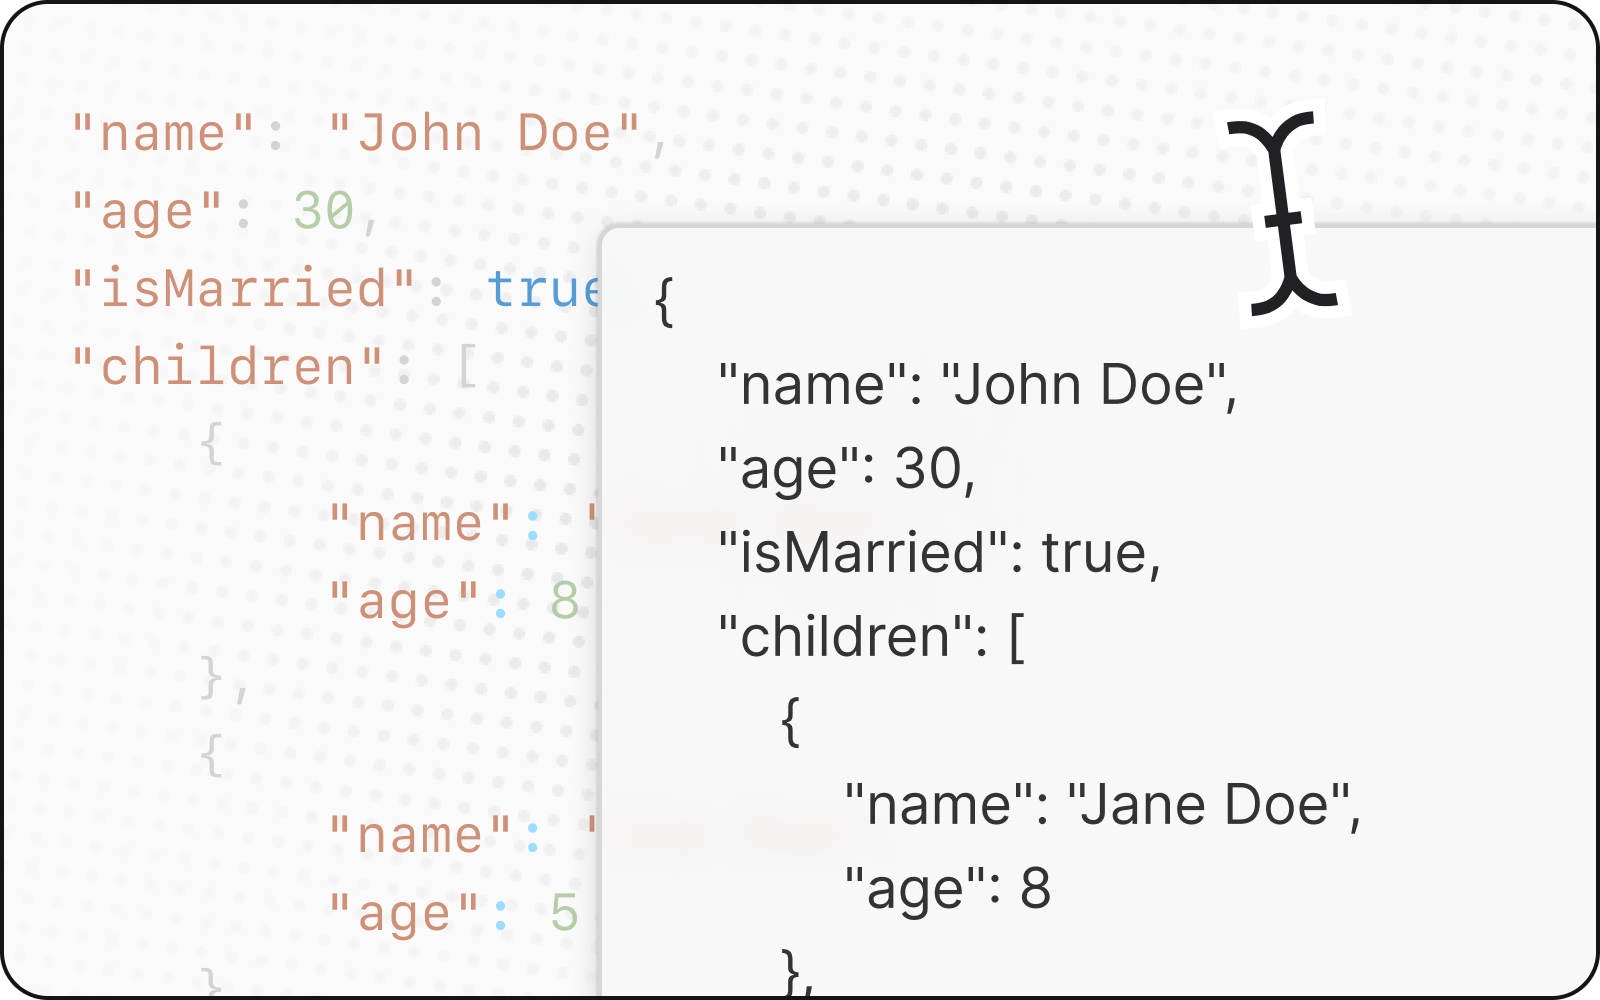 "name": "John Doe",
"age": 30,
"isMarried": true
"children": [
{
"name": "
"age": 8
},
{
"name": "
"age": 5
}
{
"name": "John Doe",
"age": 30,
"isMarried": true,
"children": [
{
"name": "Jane Doe",
"age": 8
},